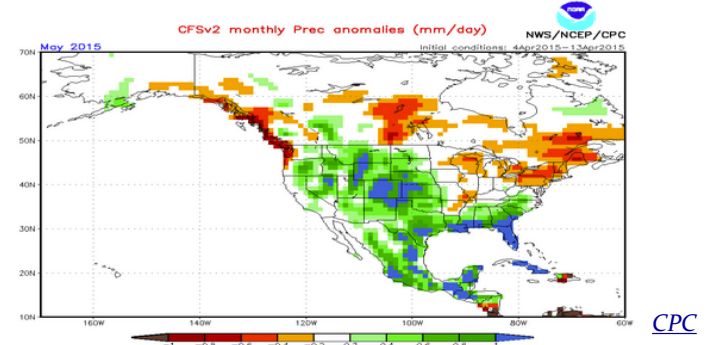 NOAA
CFSv2 monthly Prec anomalies (mm/day)
NWS/NCEP/CPC
May 2015
Initial conditions: 4Apr2015-13Apr2015
70N
60N
50N
40N
30N
20N
10N
160W 140W 120W 100W 80W 60W
CPC